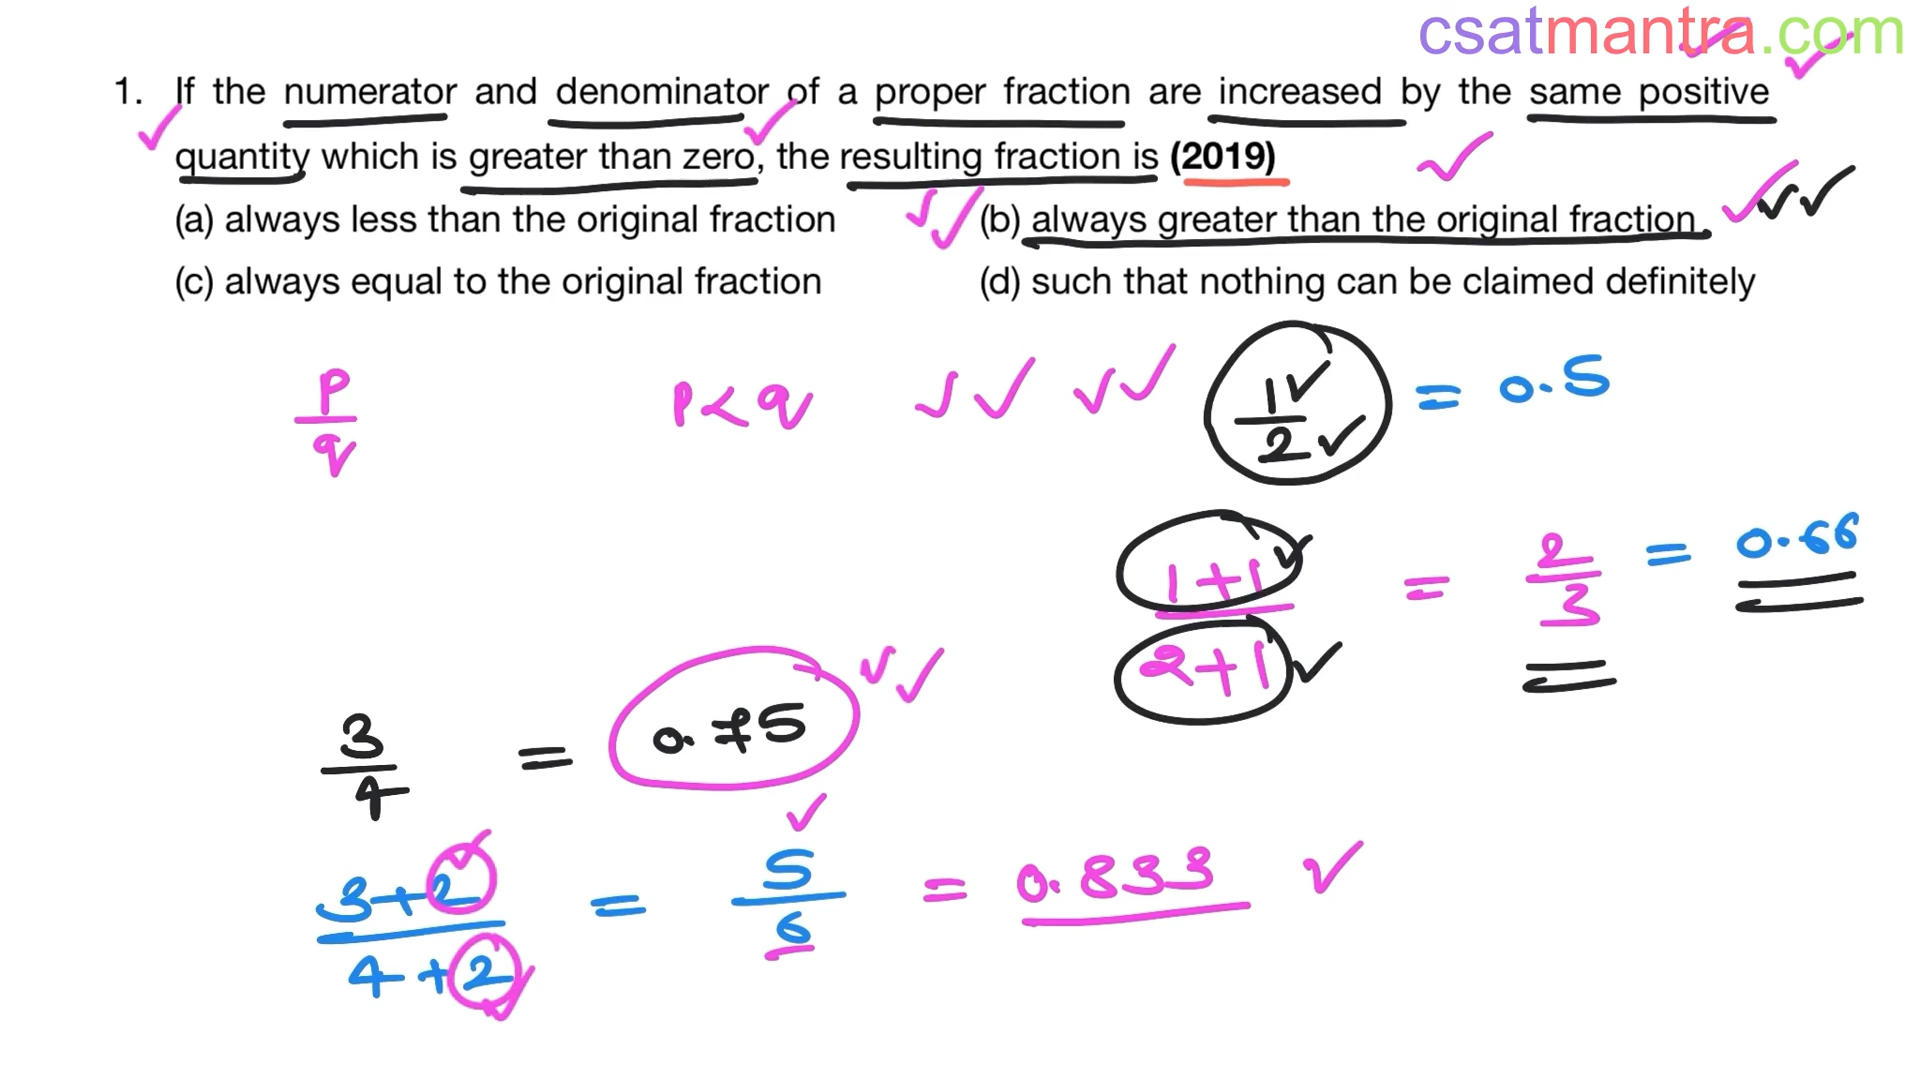 csatmantra.com
1. If the numerator and denominator of a proper fraction are increased by the same positive
quantity which is greater than zero, the resulting fraction is (2019)
(a) always less than the original fraction (b) always greater than the original fraction
(c) always equal to the original fraction (d) such that nothing can be claimed definitely
p/q p<q 1/2 = 0.5
1+1/2+1 = 2/3 = 0.66
3/4 = 0.75
3+2/4+2 = 5/6 = 0.833